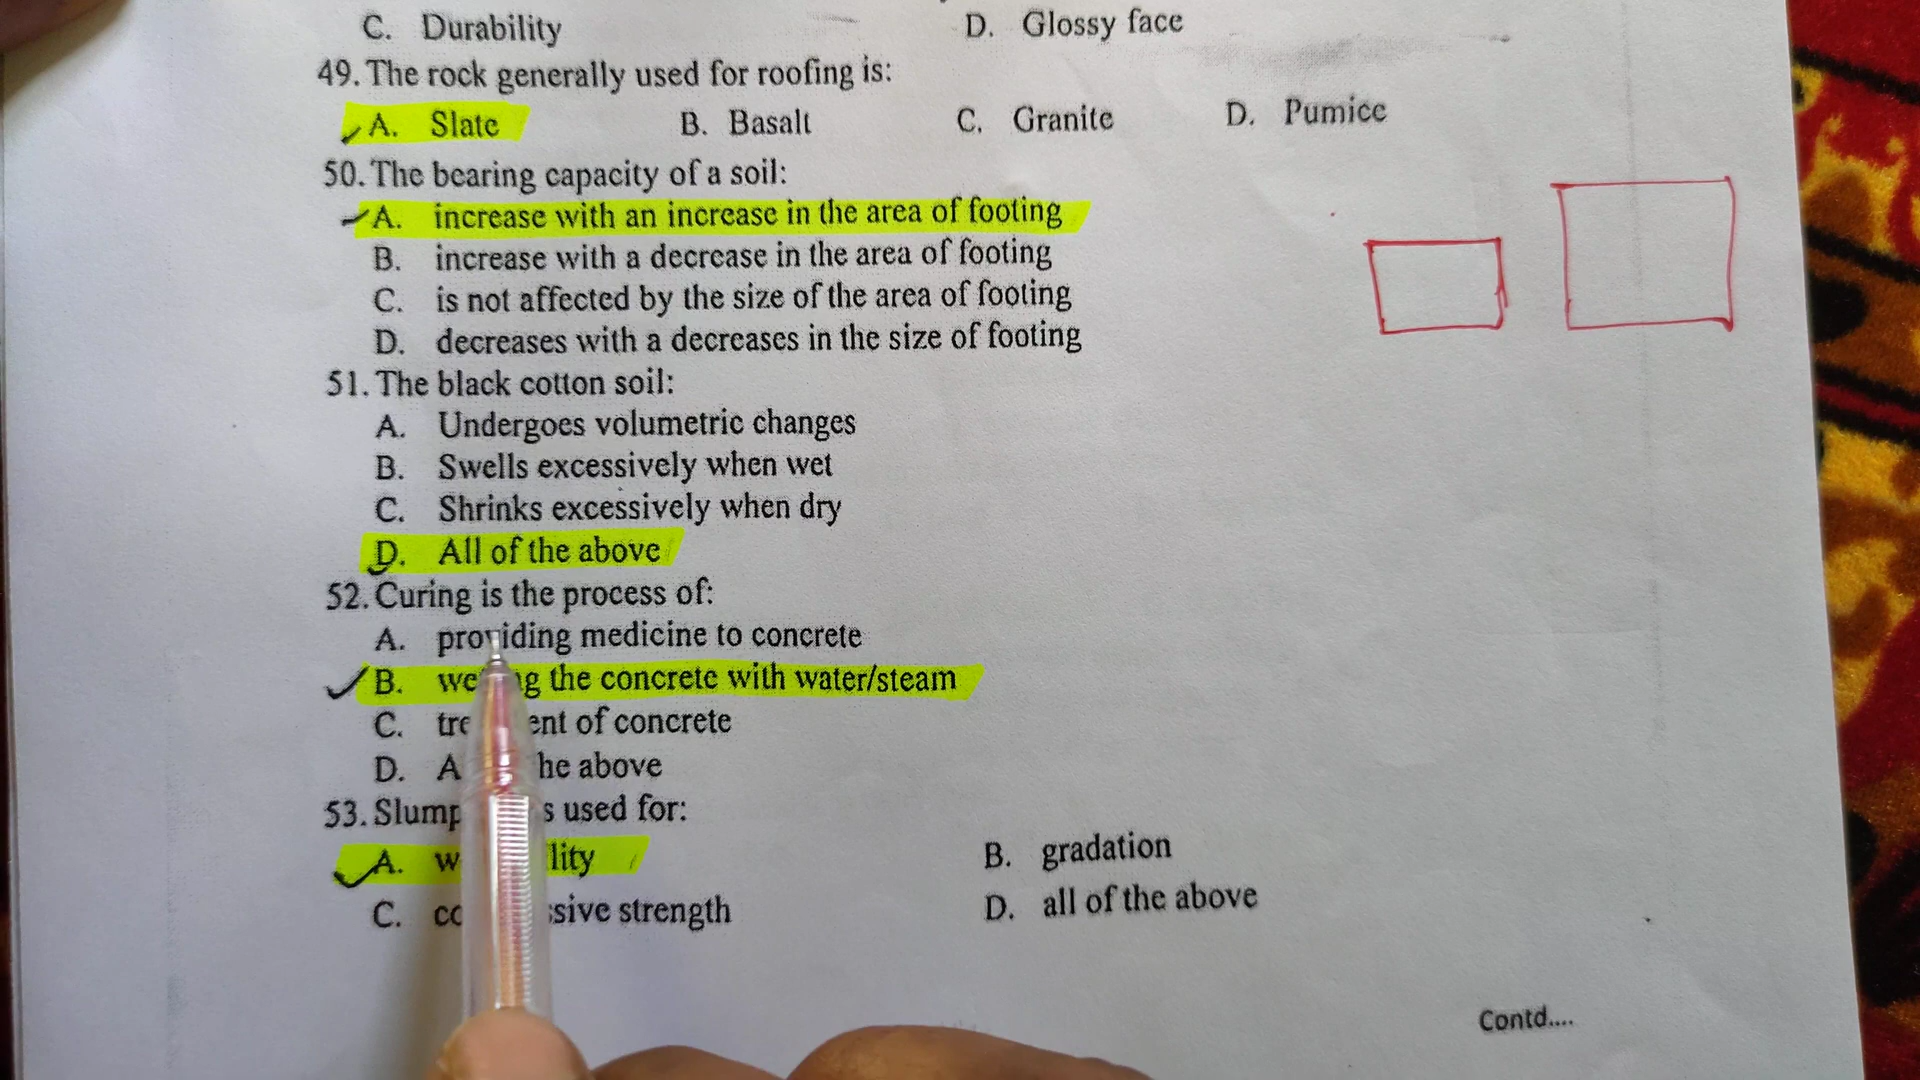 C. Durability D. Glossy face
49. The rock generally used for roofing is:
A. Slate B. Basalt C. Granite D. Pumice
50. The bearing capacity of a soil:
A. increase with an increase in the area of footing
B. increase with a decrease in the area of footing
C. is not affected by the size of the area of footing
D. decreases with a decreases in the size of footing
51. The black cotton soil:
A. Undergoes volumetric changes
B. Swells excessively when wet
C. Shrinks excessively when dry
D. All of the above
52. Curing is the process of:
A. providing medicine to concrete
B. the concrete with water/steam
C. of concrete
D. above
53. Slump used for:
A. B. gradation
C. strength D. all of the above
Contd....